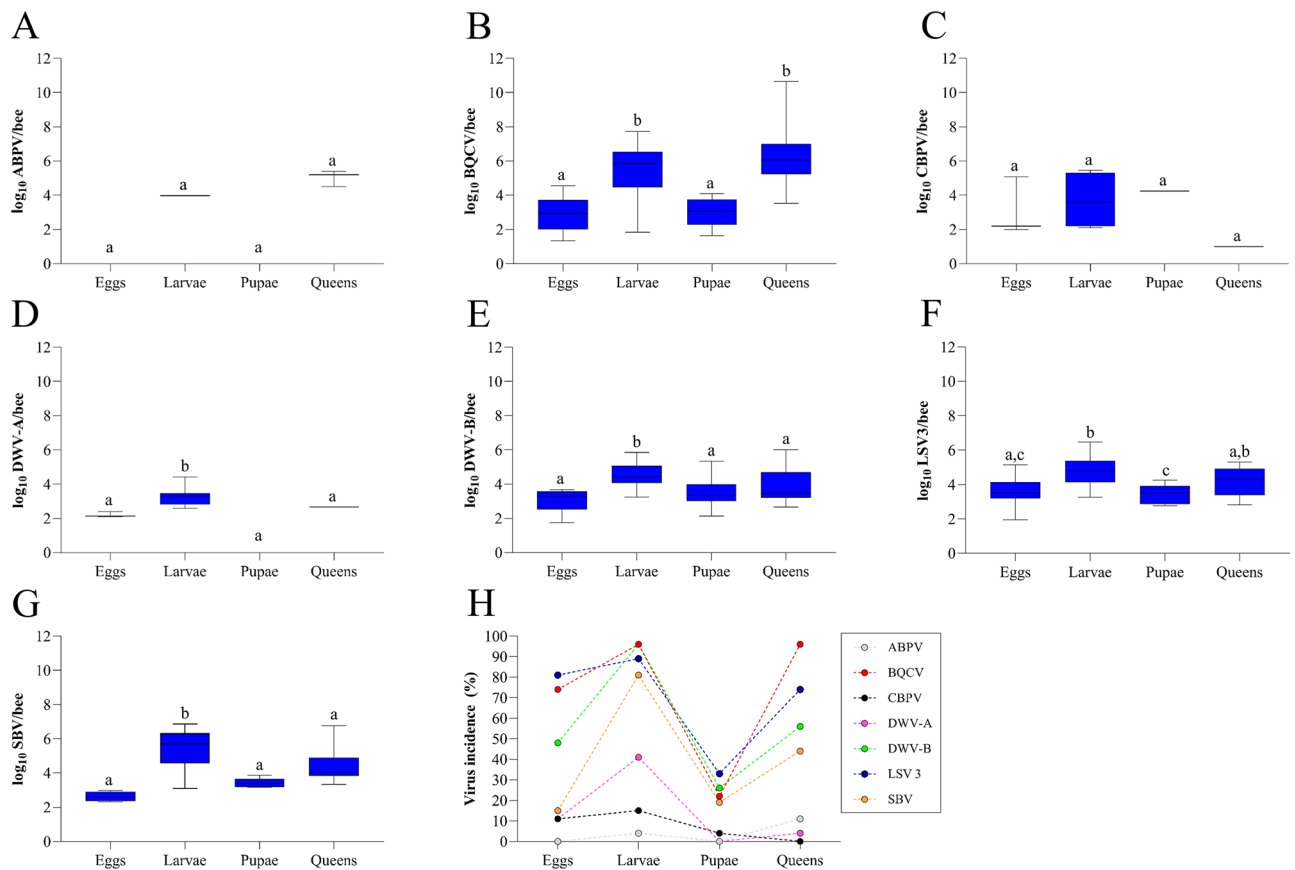 A
log10 ABPV/bee
12
10
8
6
4
2
0
a
a
a
a
Eggs Larvae Pupae Queens
B
log10 BQCV/bee
12
10
8
6
4
2
0
a
b
a
b
Eggs Larvae Pupae Queens
C
log10 CBPV/bee
12
10
8
6
4
2
0
a
a
a
a
Eggs Larvae Pupae Queens
D
log10 DWV-A/bee
12
10
8
6
4
2
0
a
b
a
a
Eggs Larvae Pupae Queens
E
log10 DWV-B/bee
12
10
8
6
4
2
0
a
b
a
a
Eggs Larvae Pupae Queens
F
log10 LSV3/bee
12
10
8
6
4
2
0
a,c
b
c
a,b
Eggs Larvae Pupae Queens
G
log10 SBV/bee
12
10
8
6
4
2
0
a
b
a
a
Eggs Larvae Pupae Queens
H
Virus incidence (%)
100
90
80
70
60
50
40
30
20
10
0
Eggs Larvae Pupae Queens
ABPV
BQCV
CBPV
DWV-A
DWV-B
LSV 3
SBV